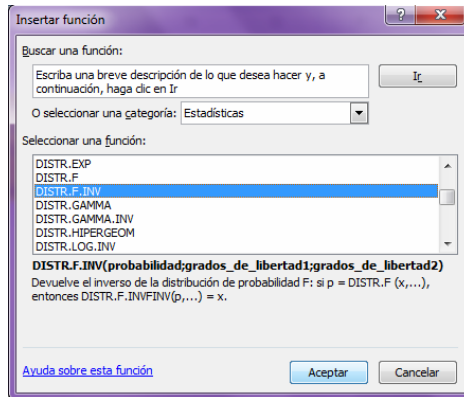 Insertar función
Buscar una función:
Escriba una breve descripción de lo que desea hacer y, a
continuación, haga clic en Ir
Ir
O seleccionar una categoría: Estadísticas
Seleccionar una función:
DISTR.EXP
DISTR.F
DISTR.F.INV
DISTR.GAMMA
DISTR.GAMMA.INV
DISTR.HIPERGEOM
DISTR.LOG.INV
DISTR.F.INV(probabilidad;grados_de_libertad1;grados_de_libertad2)
Devuelve el inverso de la distribución de probabilidad F: si p = DISTR.F (x,...),
entonces DISTR.F.INVFINV(p,...) = x.
Ayuda sobre esta función
Aceptar
Cancelar